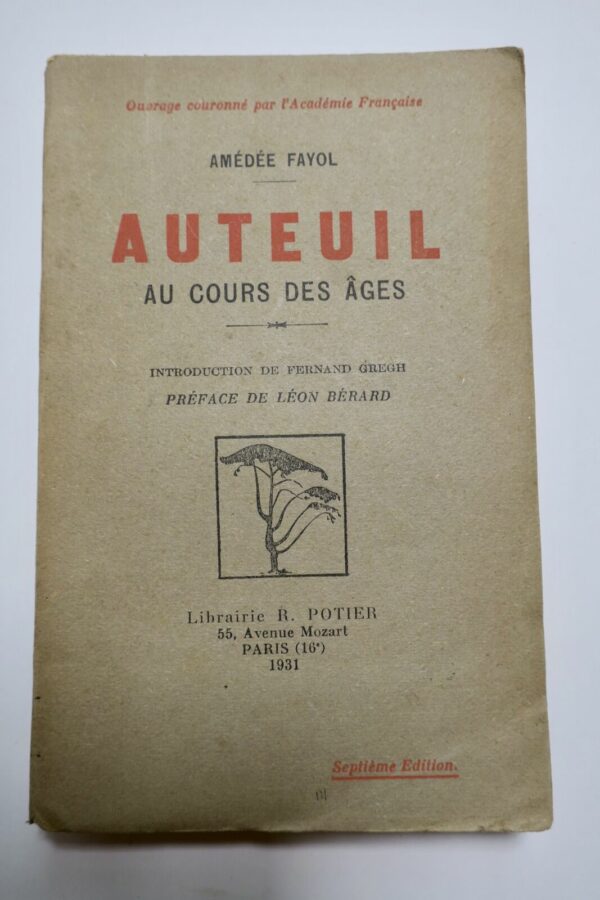 Ouvrage couronné par l'Académie Française
AMÉDÉE FAYOL
AUTEUIL
AU COURS DES ÂGES
INTRODUCTION DE FERNAND GREGH
PRÉFACE DE LÉON BÉRARD
Librairie R. POTIER
55, Avenue Mozart
PARIS (16ᵉ)
1931
Septième Edition.